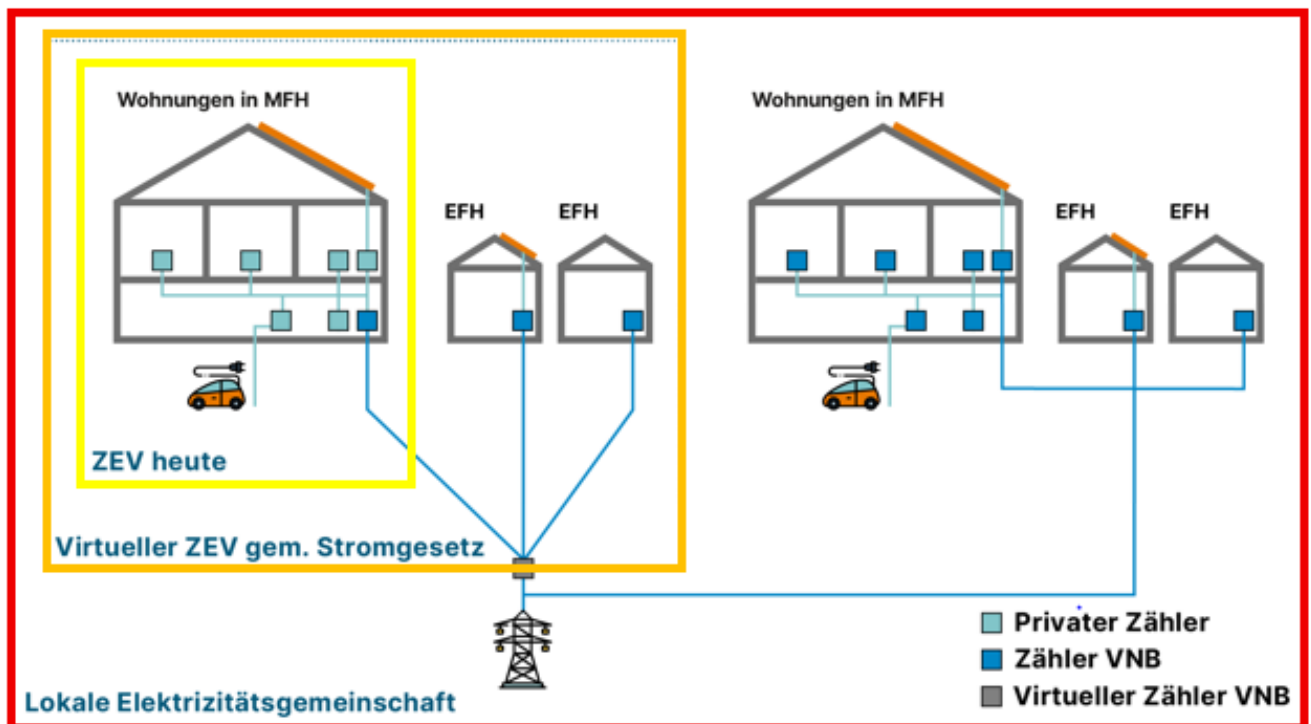 Wohnungen in MFH
EFH
EFH
ZEV heute
Virtueller ZEV gem. Stromgesetz
Wohnungen in MFH
EFH
EFH
Privater Zähler
Zähler VNB
Virtueller Zähler VNB
Lokale Elektrizitätsgemeinschaft